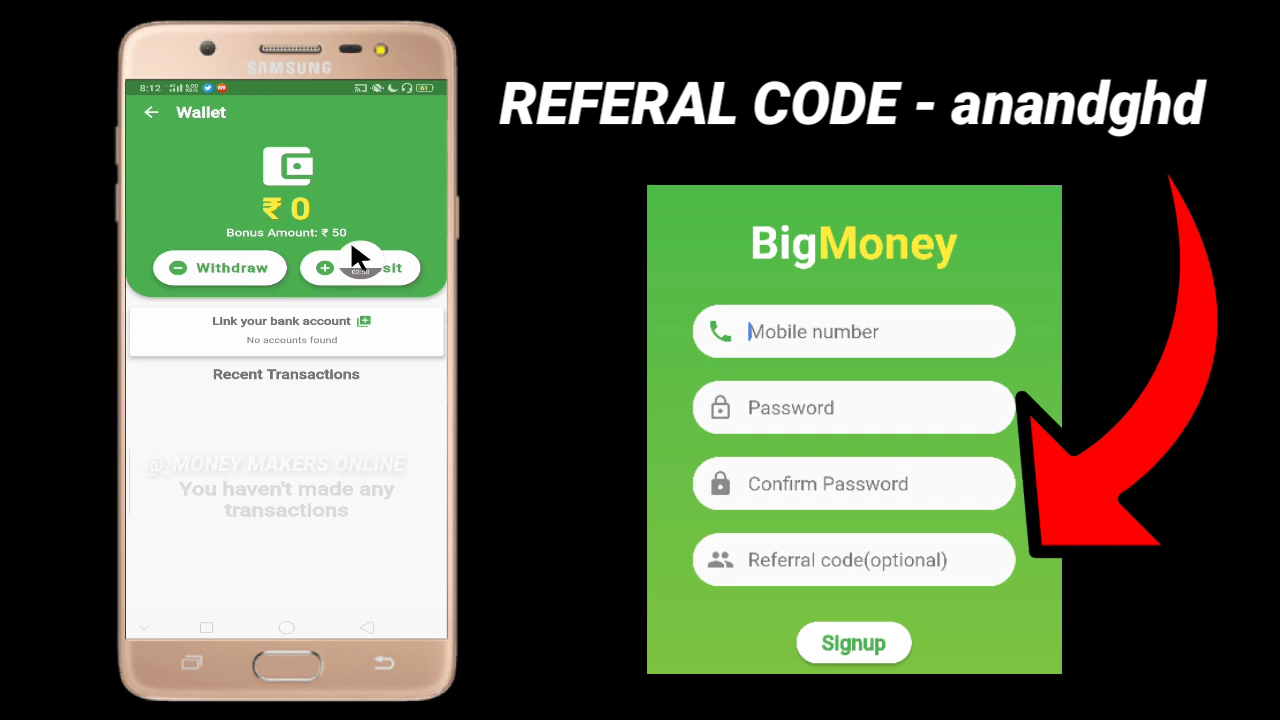 SAMSUNG
8:12
Wallet
₹ 0
Bonus Amount: ₹ 50
Withdraw
sit
Link your bank account
No accounts found
Recent Transactions
@_MONEY MAKERS ONLINE
You haven't made any
transactions
REFERAL CODE - anandghd
BigMoney
Mobile number
Password
Confirm Password
Referral code(optional)
Signup